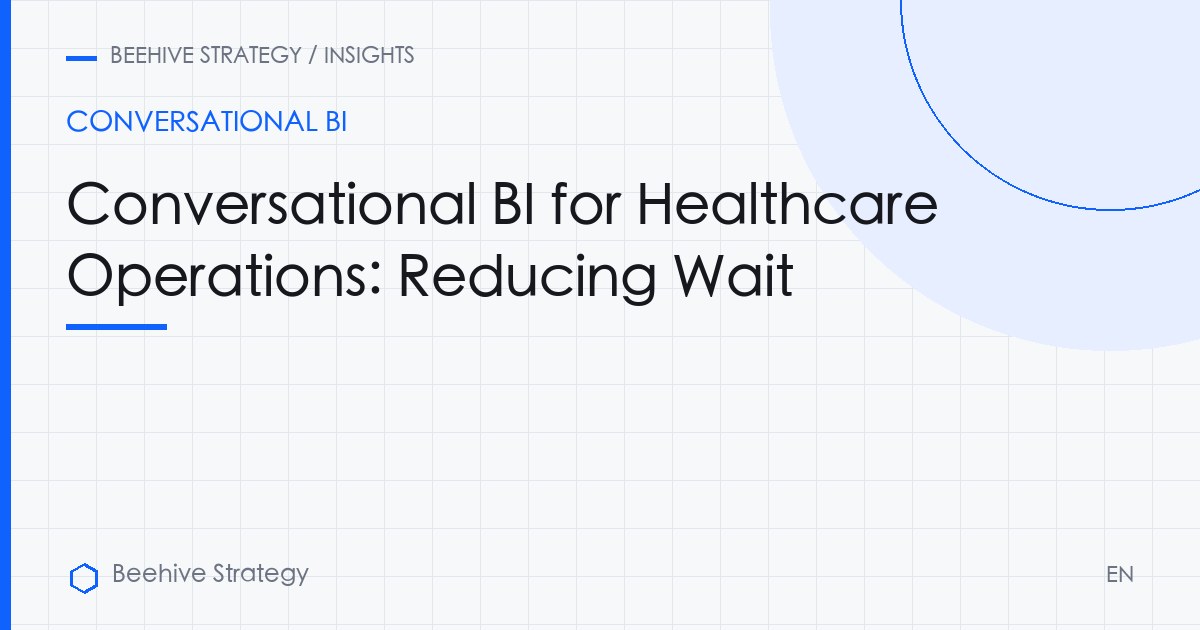 BEEHIVE STRATEGY / INSIGHTS
CONVERSATIONAL BI
Conversational BI for Healthcare
Operations: Reducing Wait
Beehive Strategy
EN